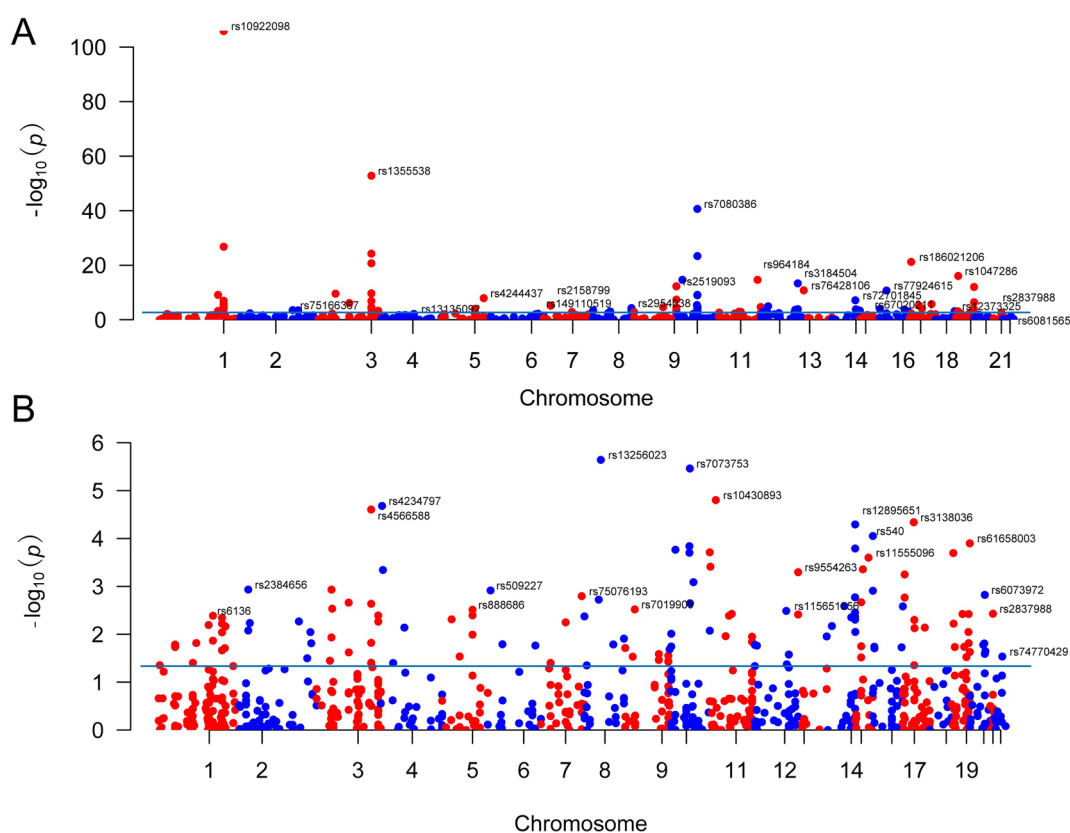 A
rs10922098
100
80
rs1355538
60
-log10(p)
rs7080386
40
rs186021206
20
rs964184
rs3184504
rs1047286
rs2519093
rs76428106
rs77924615
rs4244437
rs2158799
rs72701845
rs2837988
rs75166387
rs13135092
rs149110519
rs2954038
rs12373325
rs6081565
0
1 2 3 4 5 6 7 8 9 11 13 14 16 18 21
Chromosome
B
6
rs13256023
rs7073753
5
rs10430893
rs4234797
rs4566588
rs12895651
rs3138036
-log10(p)
4
rs540
rs61658003
rs11555096
rs9554263
3
rs2384656
rs509227
rs75076193
rs6073972
rs6136
rs888686
rs7019909
rs2837988
2
rs74770429
1
0
1 2 3 4 5 6 7 8 9 11 12 14 17 19
Chromosome